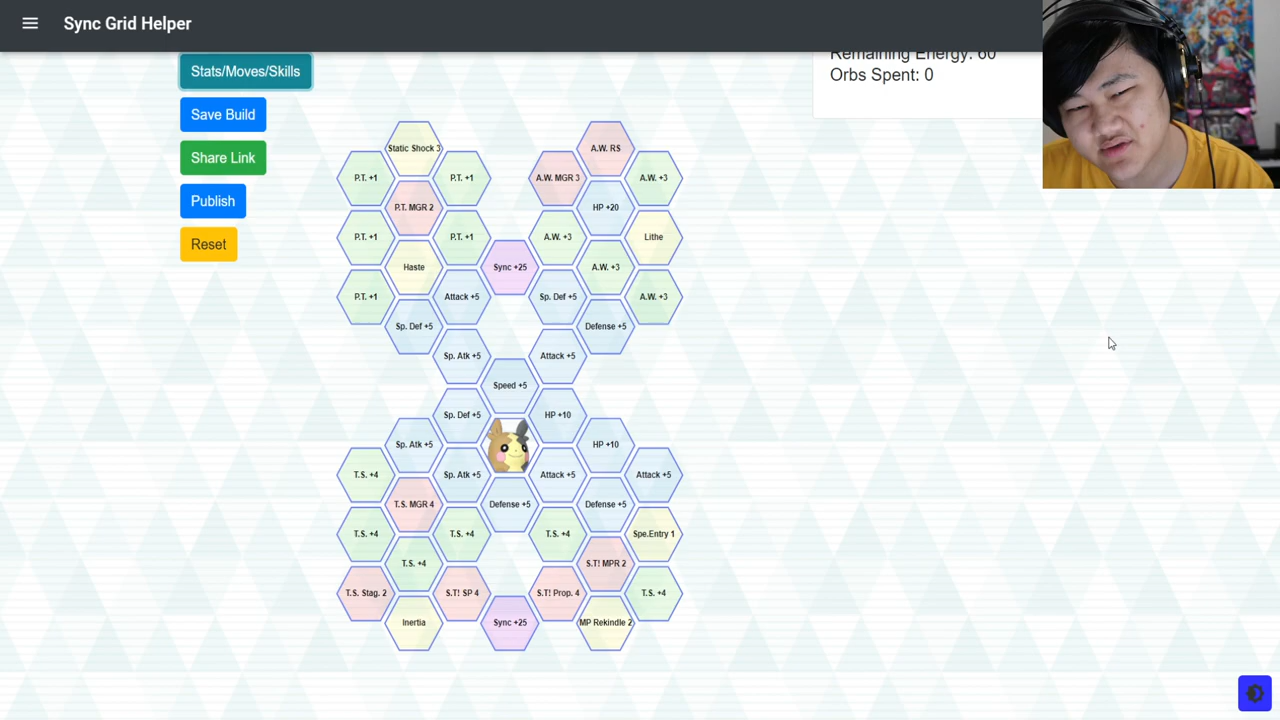 Sync Grid Helper
Remaining Energy: 60
Orbs Spent: 0
Stats/Moves/Skills
Save Build
Share Link
Publish
Reset
Static Shock 3
A.W. RS
P.T. +1
P.T. +1
A.W. MGR 3
A.W. +3
P.T. MGR 2
HP +20
P.T. +1
P.T. +1
A.W. +3
Lithe
Haste
Sync +25
A.W. +3
P.T. +1
Attack +5
Sp. Def +5
A.W. +3
Sp. Def +5
Defense +5
Sp. Atk +5
Attack +5
Speed +5
Sp. Def +5
HP +10
Sp. Atk +5
HP +10
T.S. +4
Sp. Atk +5
Attack +5
Attack +5
T.S. MGR 4
Defense +5
Defense +5
T.S. +4
T.S. +4
T.S. +4
Spe.Entry 1
T.S. +4
S.T! MPR 2
T.S. Stag. 2
S.T! SP 4
S.T! Prop. 4
T.S. +4
Inertia
Sync +25
MP Rekindle 2